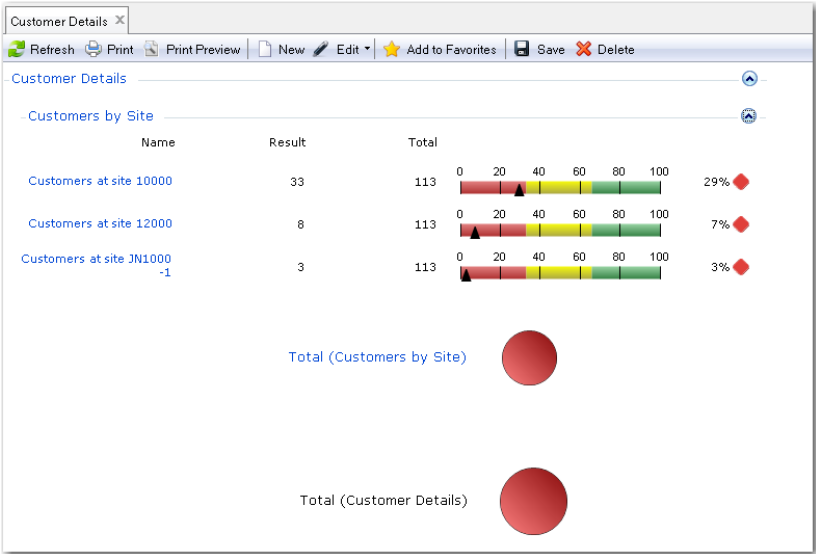 Customer Details
Refresh Print Print Preview New Edit Add to Favorites Save Delete
Customer Details
Customers by Site
Name Result Total
0 20 40 60 80 100
Customers at site 10000 33 113 29%
0 20 40 60 80 100
Customers at site 12000 8 113 7%
0 20 40 60 80 100
Customers at site JN1000
-1 3 113 3%
Total (Customers by Site)
Total (Customer Details)